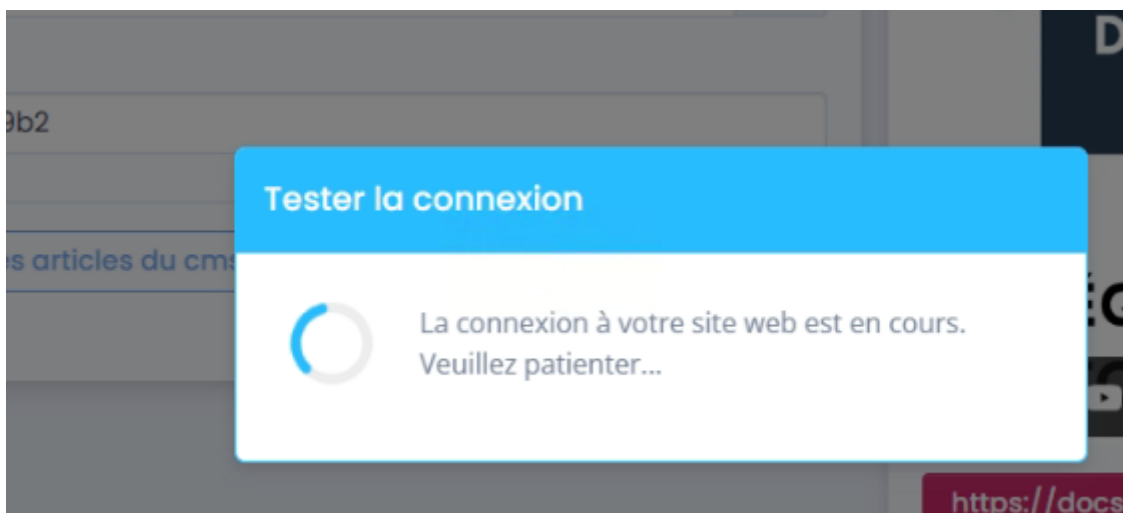 D
9b2
Tester la connexion
es articles du cms
La connexion à votre site web est en cours.
Veuillez patienter...
ÉG
https://docs